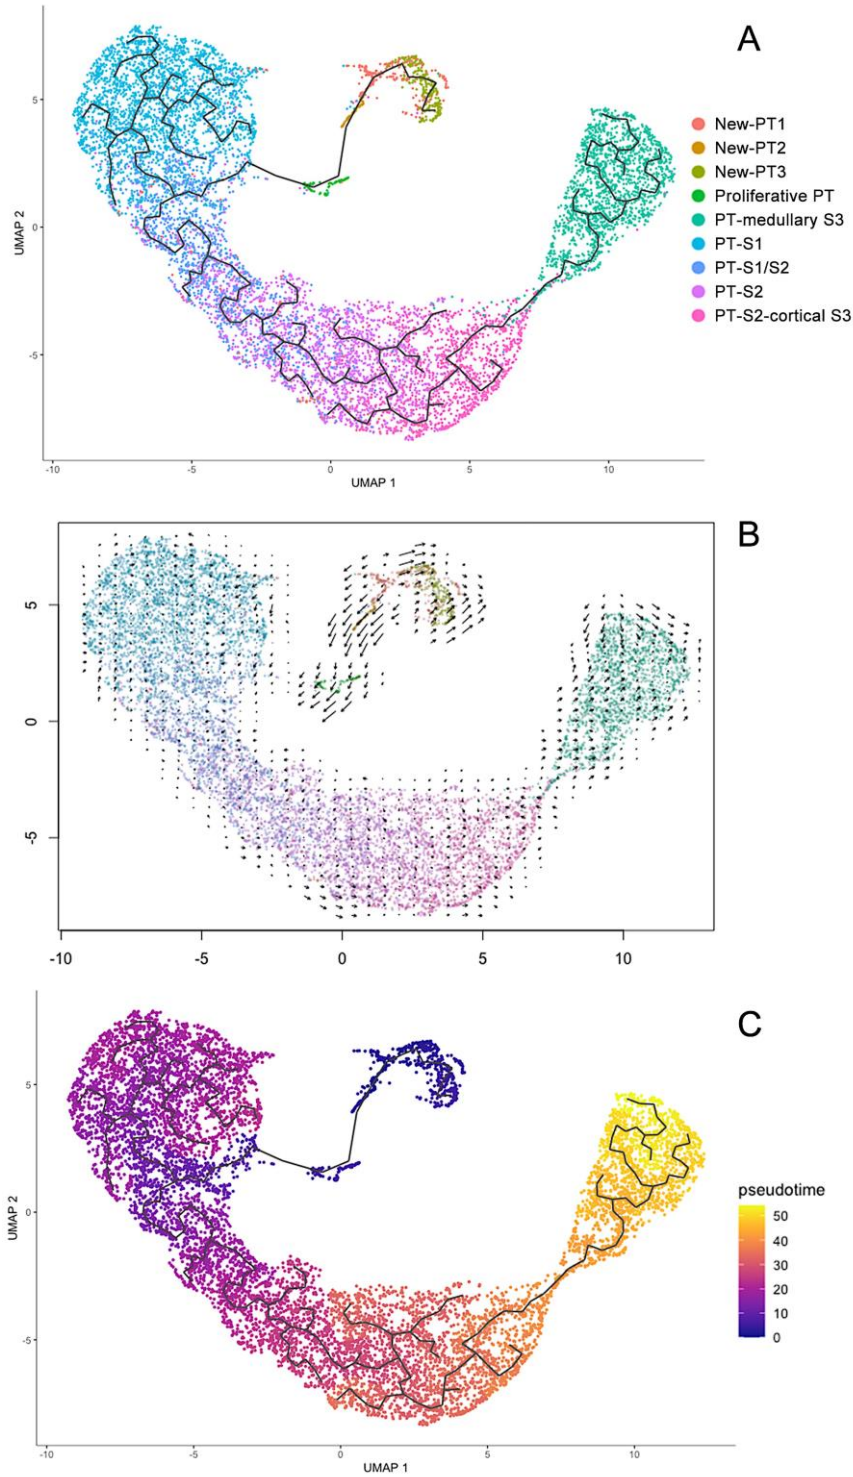 A
5
0
-5
UMAP 2
-10
-5
0
5
10
UMAP 1
New-PT1
New-PT2
New-PT3
Proliferative PT
PT-medullary S3
PT-S1
PT-S1/S2
PT-S2
PT-S2-cortical S3
B
5
0
-5
-10
-5
0
5
10
C
5
0
-5
UMAP 2
-10
-5
0
5
10
UMAP 1
pseudotime
50
40
30
20
10
0